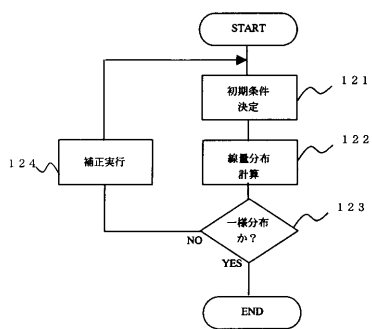 START
初期条件
決定
121
線量分布
計算
122
補正実行
124
一様分布
か?
123
NO
YES
END